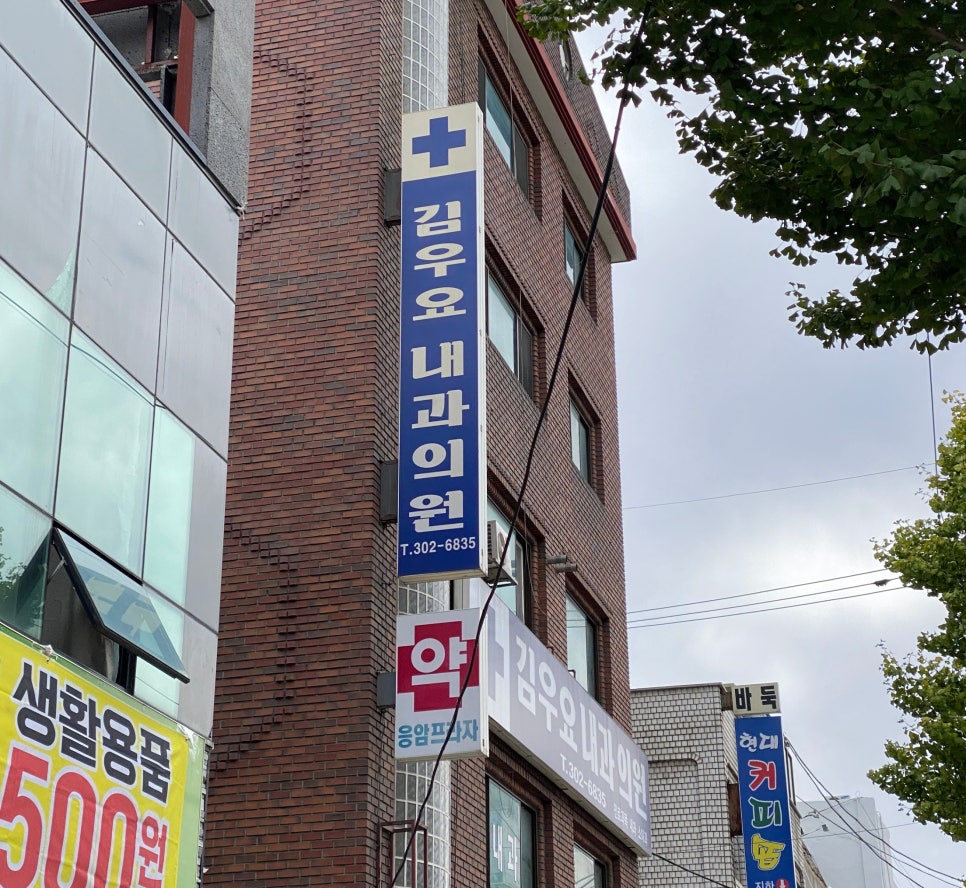 김우요 내과의원
T.302-6835
약
응암프라자
김우요 내과의원
T.302-6835
내과
생활용품
500원
바둑
현대
커피
지하